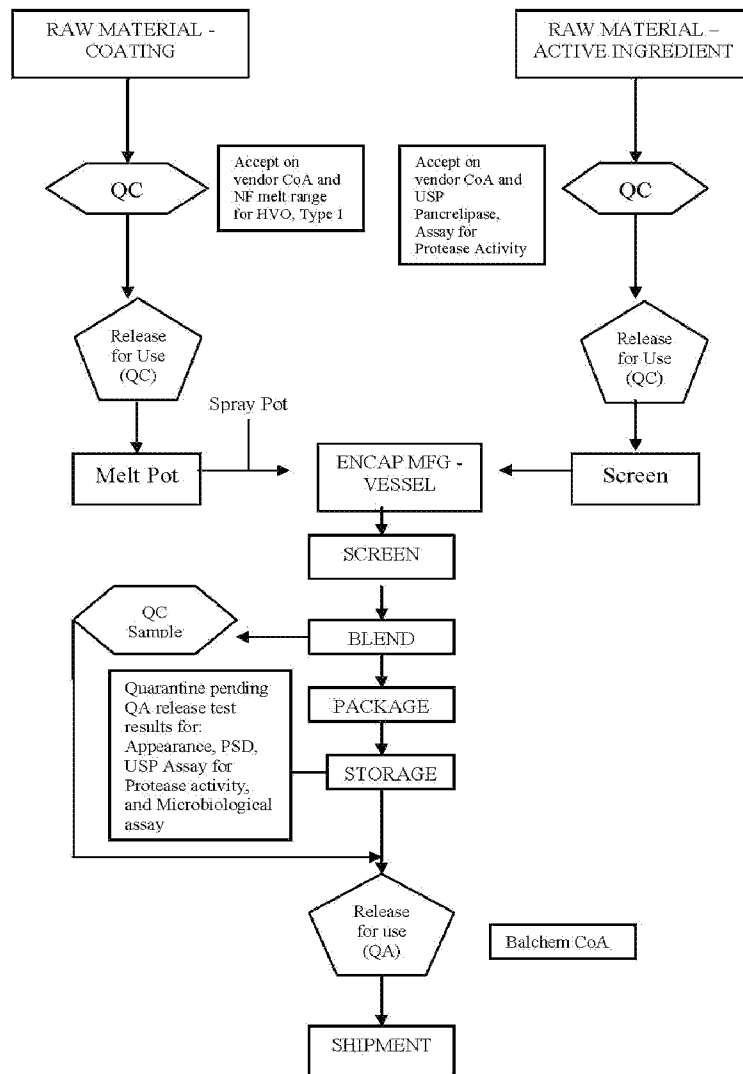 RAW MATERIAL -
COATING
RAW MATERIAL –
ACTIVE INGREDIENT
QC
Accept on
vendor CoA and
NF melt range
for HVO, Type I
Accept on
vendor CoA and
USP
Pancrelipase,
Assay for
Protease Activity
QC
Release
for Use
(QC)
Release
for Use
(QC)
Spray Pot
Melt Pot
ENCAP MFG -
VESSEL
Screen
SCREEN
QC
Sample
BLEND
Quarantine pending
QA release test
results for:
Appearance, PSD,
USP Assay for
Protease activity,
and Microbiological
assay
PACKAGE
STORAGE
Release
for use
(QA)
Balchem CoA
SHIPMENT